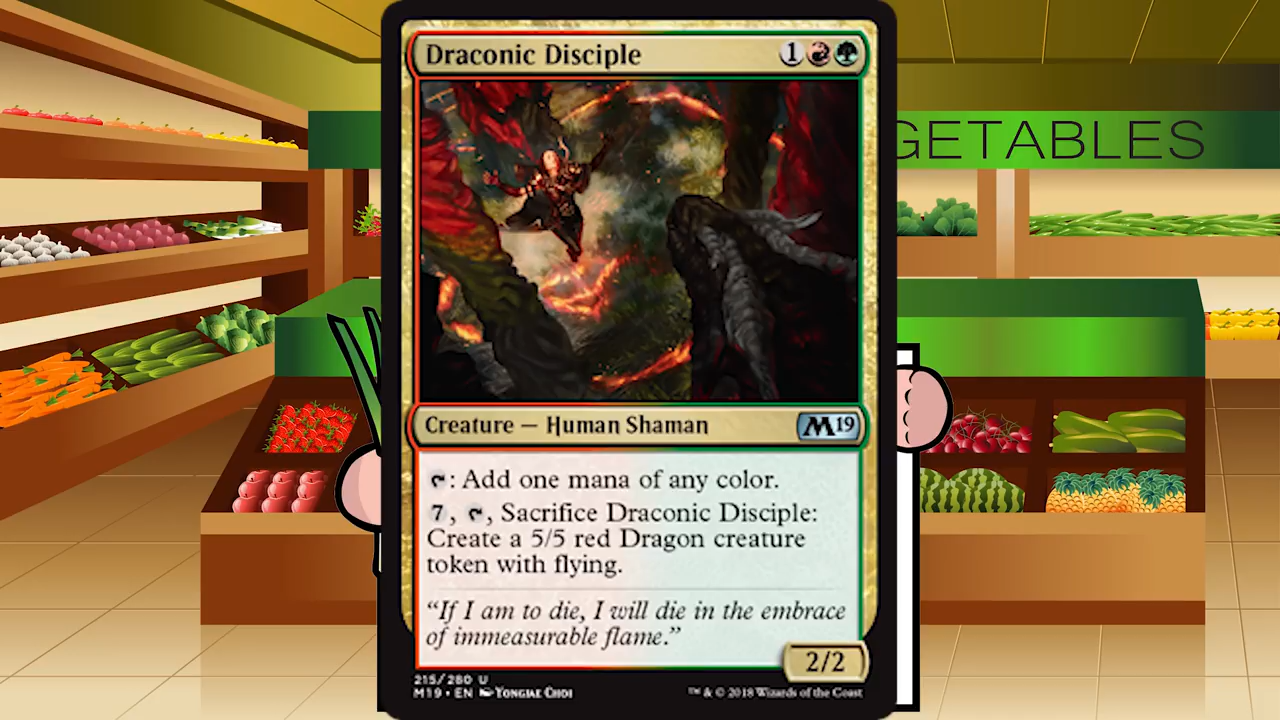 Draconic Disciple 1
GETABLES
Creature — Human Shaman M19
: Add one mana of any color.
7, , Sacrifice Draconic Disciple:
Create a 5/5 red Dragon creature
token with flying.
“If I am to die, I will die in the embrace
of immeasurable flame.”
2/2
215/280 U
M19 • EN Yongjae Choi
™ & © 2018 Wizards of the Coast